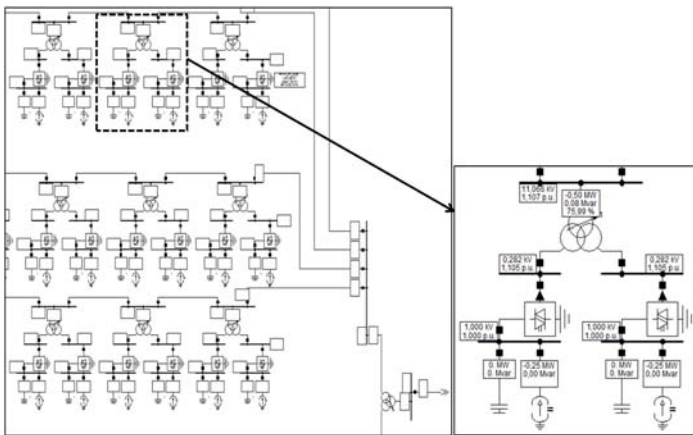 11,066 kV
1,107 p.u.
-0,50 MW
0,08 Mvar
75,99 %
0,282 kV
1,105 p.u.
0,282 kV
1,105 p.u.
1,000 kV
1,000 p.u.
1,000 kV
1,000 p.u.
0, MW
0, Mvar
-0,25 MW
0,00 Mvar
0, MW
0, Mvar
-0,25 MW
0,00 Mvar